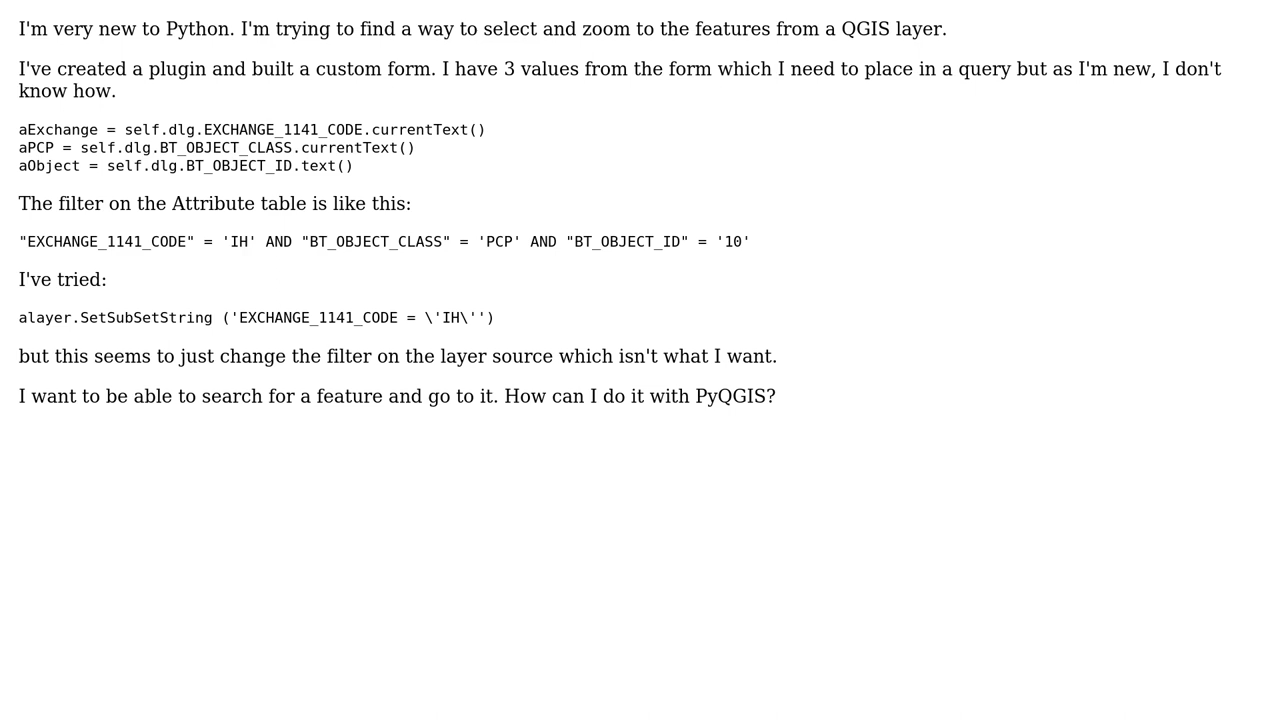 I'm very new to Python. I'm trying to find a way to select and zoom to the features from a QGIS layer.
I've created a plugin and built a custom form. I have 3 values from the form which I need to place in a query but as I'm new, I don't
know how.
aExchange = self.dlg.EXCHANGE_1141_CODE.currentText()
aPCP = self.dlg.BT_OBJECT_CLASS.currentText()
aObject = self.dlg.BT_OBJECT_ID.text()
The filter on the Attribute table is like this:
"EXCHANGE_1141_CODE" = 'IH' AND "BT_OBJECT_CLASS" = 'PCP' AND "BT_OBJECT_ID" = '10'
I've tried:
alayer.SetSubSetString ('EXCHANGE_1141_CODE = \'IH\'')
but this seems to just change the filter on the layer source which isn't what I want.
I want to be able to search for a feature and go to it. How can I do it with PyQGIS?